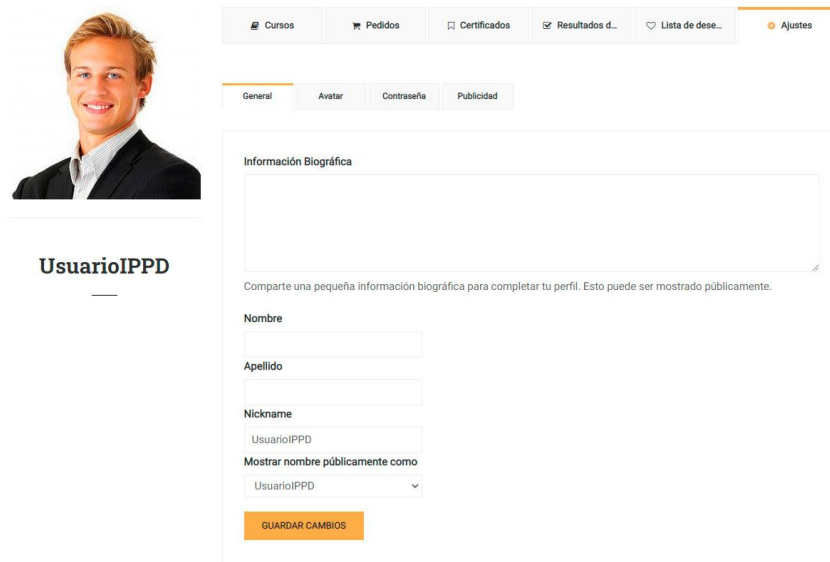 Cursos
Pedidos
Certificados
Resultados d...
Lista de dese...
Ajustes
General
Avatar
Contraseña
Publicidad
Información Biográfica
UsuarioIPPD
Comparte una pequeña información biográfica para completar tu perfil. Esto puede ser mostrado públicamente.
Nombre
Apellido
Nickname
UsuarioIPPD
Mostrar nombre públicamente como
UsuarioIPPD
GUARDAR CAMBIOS